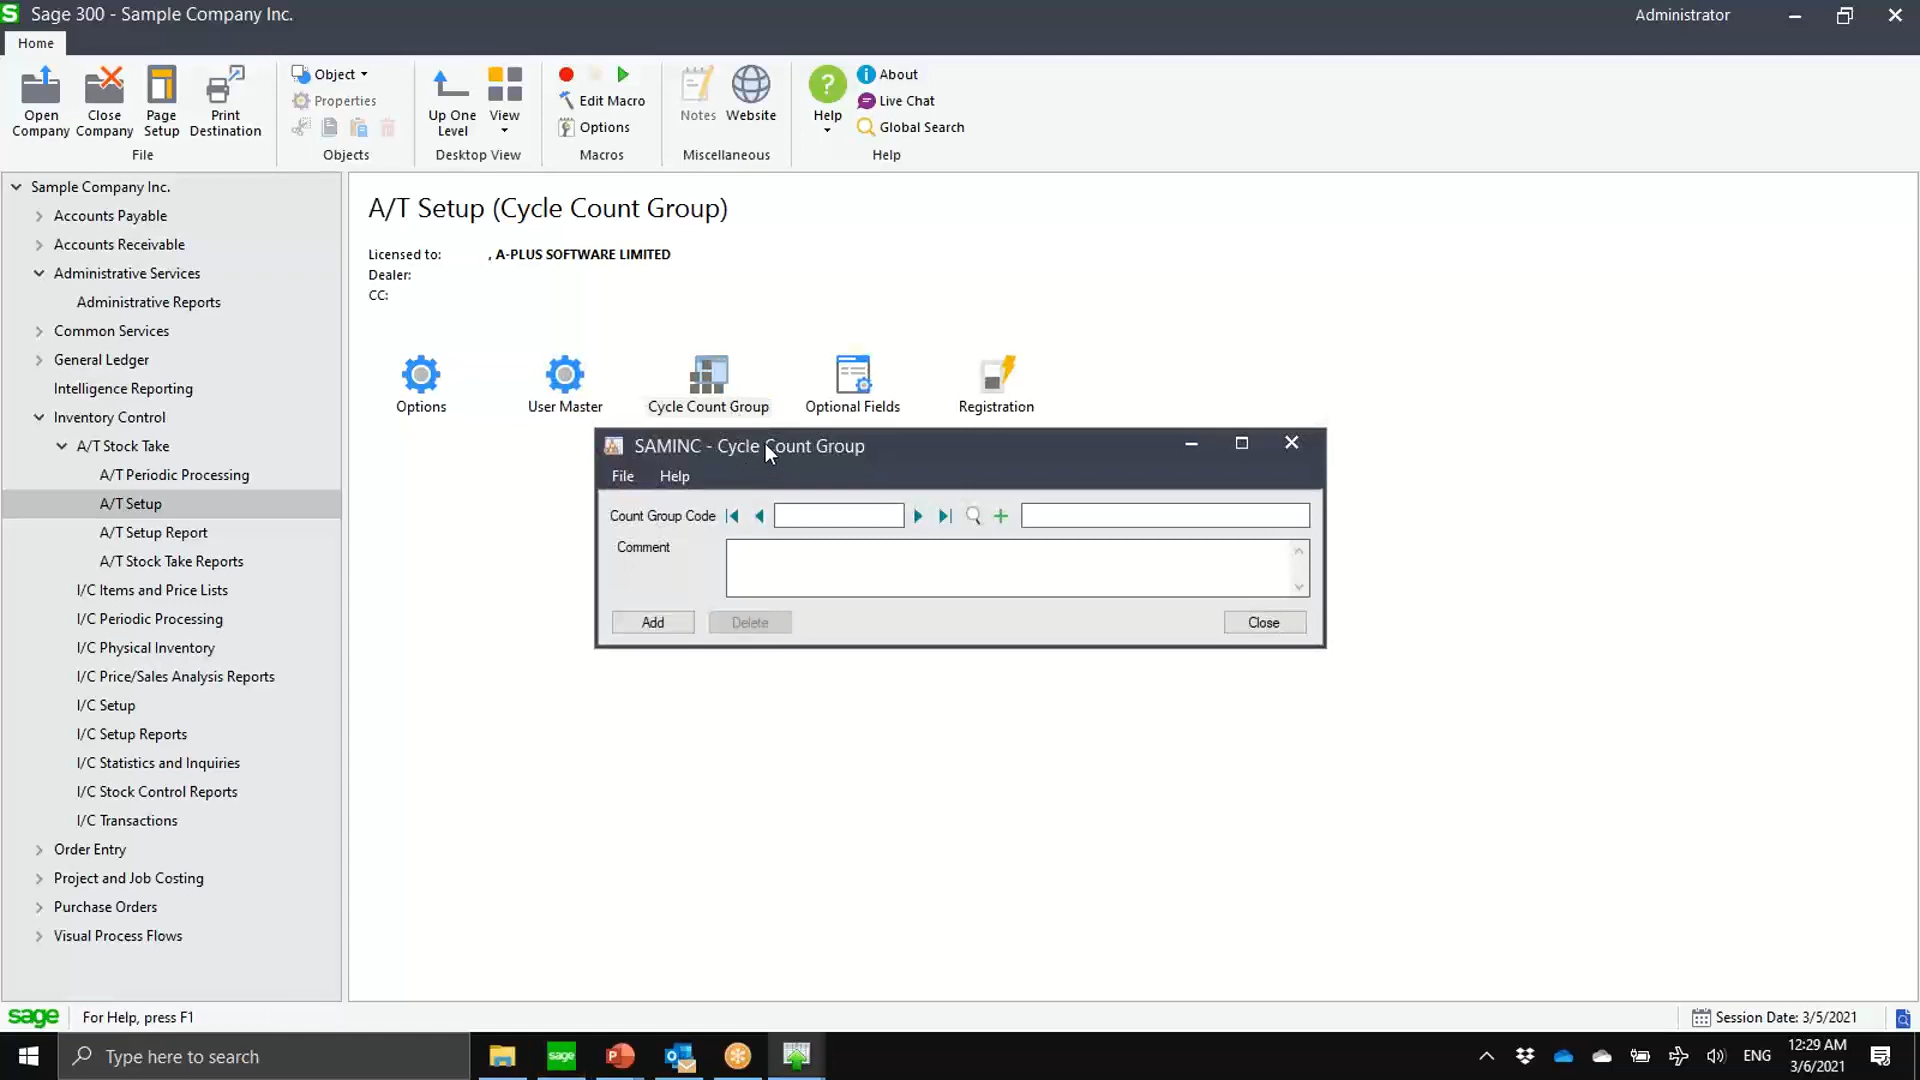 S Sage 300 - Sample Company Inc.
Administrator
Home
Open Company
Close Company
Page Setup
Print Destination
File
Object
Properties
Objects
Up One Level
View
Desktop View
Edit Macro
Options
Macros
Notes
Website
Miscellaneous
Help
About
Live Chat
Global Search
Help
Sample Company Inc.
Accounts Payable
Accounts Receivable
Administrative Services
Administrative Reports
Common Services
General Ledger
Intelligence Reporting
Inventory Control
A/T Stock Take
A/T Periodic Processing
A/T Setup
A/T Setup Report
A/T Stock Take Reports
I/C Items and Price Lists
I/C Periodic Processing
I/C Physical Inventory
I/C Price/Sales Analysis Reports
I/C Setup
I/C Setup Reports
I/C Statistics and Inquiries
I/C Stock Control Reports
I/C Transactions
Order Entry
Project and Job Costing
Purchase Orders
Visual Process Flows
A/T Setup (Cycle Count Group)
Licensed to: , A-PLUS SOFTWARE LIMITED
Dealer:
CC:
Options
User Master
Cycle Count Group
Optional Fields
Registration
SAMINC - Cycle Count Group
File Help
Count Group Code
Comment
Add Delete Close
sage For Help, press F1
Session Date: 3/5/2021
Type here to search
sage
ENG
12:29 AM
3/6/2021